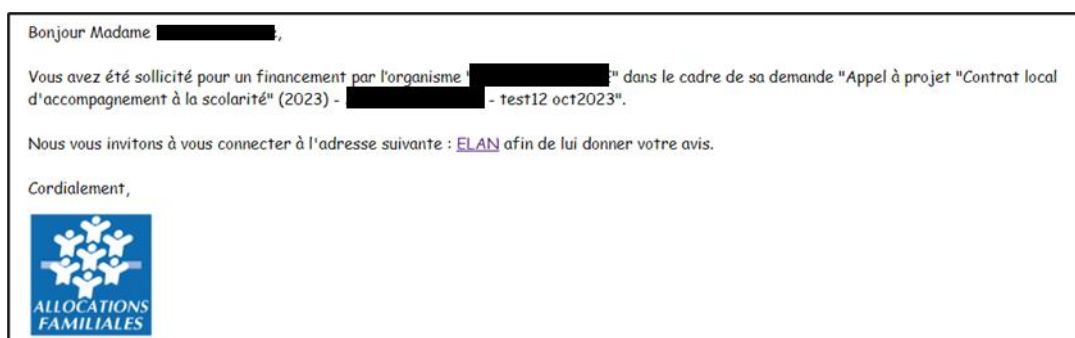 Bonjour Madame ,
Vous avez été sollicité pour un financement par l'organisme " " dans le cadre de sa demande "Appel à projet "Contrat local
d'accompagnement à la scolarité" (2023) - - test12 oct2023".
Nous vous invitons à vous connecter à l'adresse suivante : ELAN afin de lui donner votre avis.
Cordialement,
ALLOCATIONS
FAMILIALES